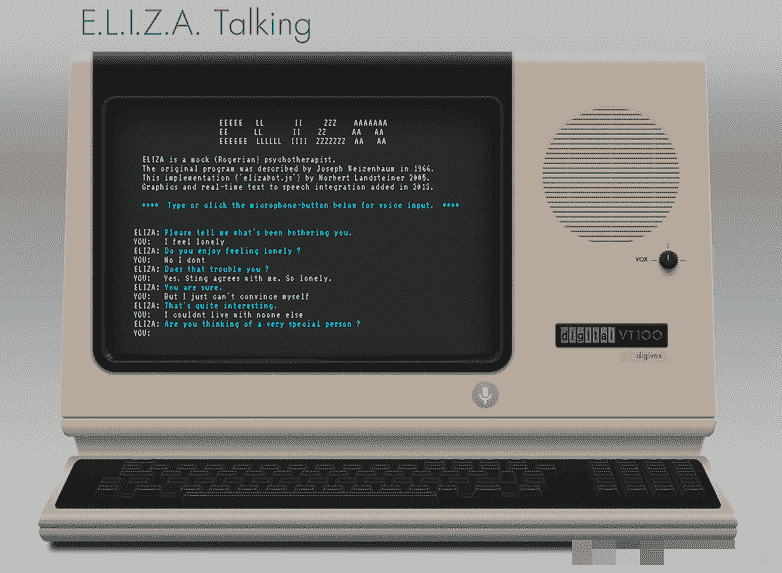 E.L.I.Z.A. Talking
EEEEE LL II ZZZ AAAAAAA
EE LL II ZZ AA AA
EEEEEE LLLLLL IIII ZZZZZZZ AA AA
ELIZA is a mock (Rogerian) psychotherapist.
The original program was described by Joseph Weizenbaum in 1966.
This implementation ('elizabot.js') by Norbert Landsteiner 2005.
Graphics and real-time text to speech integration added in 2013.
**** Type or click the microphone-button below for voice input. ****
ELIZA: Please tell me what's been bothering you.
YOU: I feel lonely
ELIZA: Do you enjoy feeling lonely ?
YOU: No I dont
ELIZA: Does that trouble you ?
YOU: Yes. Sting agrees with me. So lonely.
ELIZA: You are sure.
YOU: But I just can't convince myself
ELIZA: That's quite interesting.
YOU: I couldnt live with noone else
ELIZA: Are you thinking of a very special person ?
YOU:
VOX
digital VT100
digivox